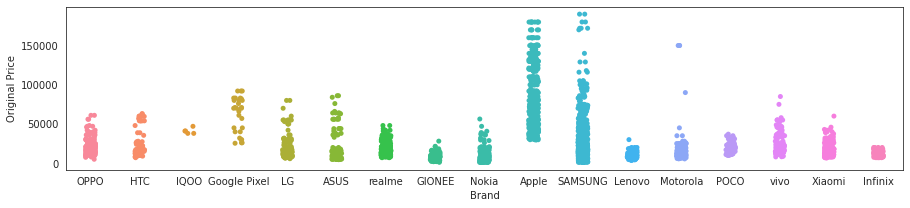 Original Price
150000
100000
50000
0
OPPO HTC IQOO Google Pixel LG ASUS realme GIONEE Nokia Apple SAMSUNG Lenovo Motorola POCO vivo Xiaomi Infinix
Brand